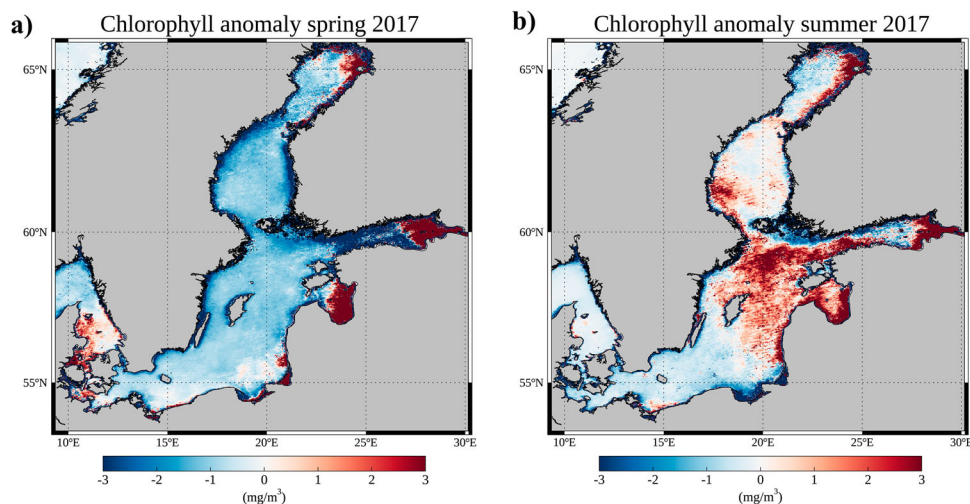 a) Chlorophyll anomaly spring 2017
65°N
60°N
55°N
10°E 15°E 20°E 25°E 30°E
-3 -2 -1 0 1 2 3
(mg/m³)
b) Chlorophyll anomaly summer 2017
65°N
60°N
55°N
10°E 15°E 20°E 25°E 30°E
-3 -2 -1 0 1 2 3
(mg/m³)